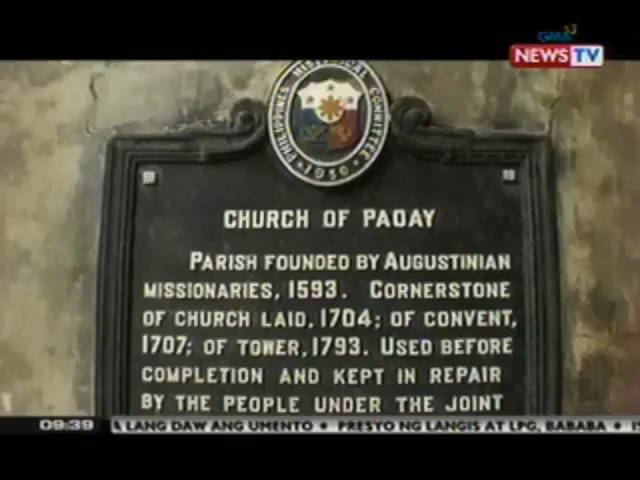 GMA
NEWS TV
PHILIPPINES HISTORICAL COMMITTEE
1950
CHURCH OF PAOAY
PARISH FOUNDED BY AUGUSTINIAN
MISSIONARIES, 1593. CORNERSTONE
OF CHURCH LAID, 1704; OF CONVENT,
1707; OF TOWER, 1793. USED BEFORE
COMPLETION AND KEPT IN REPAIR
BY THE PEOPLE UNDER THE JOINT
09:39 A LANG DAW ANG UMENTO • PRESYO NG LANGIS AT LPG, BABABA •